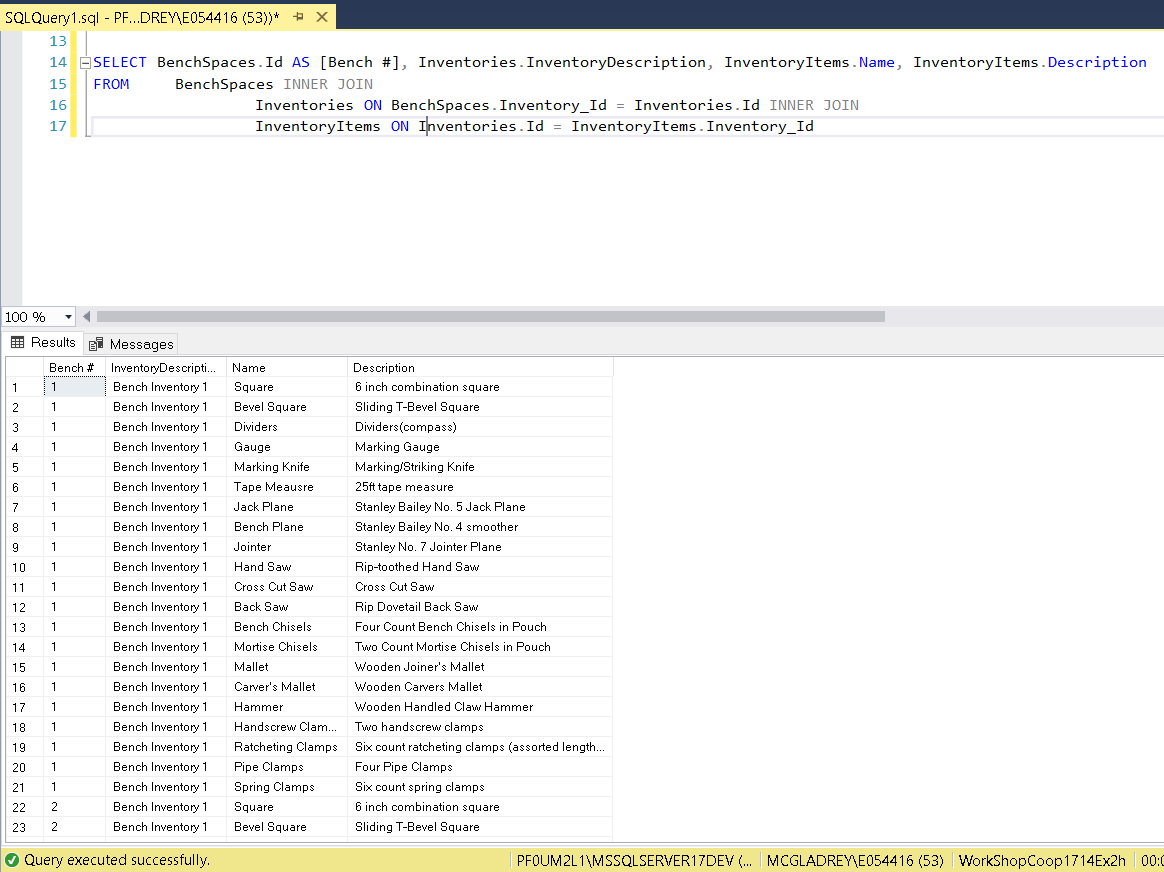 SQLQuery1.sql - PF...DREY\E054416 (53))*
13
14 SELECT BenchSpaces.Id AS [Bench #], Inventories.InventoryDescription, InventoryItems.Name, InventoryItems.Description
15 FROM BenchSpaces INNER JOIN
16 Inventories ON BenchSpaces.Inventory_Id = Inventories.Id INNER JOIN
17 InventoryItems ON Inventories.Id = InventoryItems.Inventory_Id
100 %
Results Messages
Bench # InventoryDescripti... Name Description
1 1 Bench Inventory 1 Square 6 inch combination square
2 1 Bench Inventory 1 Bevel Square Sliding T-Bevel Square
3 1 Bench Inventory 1 Dividers Dividers(compass)
4 1 Bench Inventory 1 Gauge Marking Gauge
5 1 Bench Inventory 1 Marking Knife Marking/Striking Knife
6 1 Bench Inventory 1 Tape Meausre 25ft tape measure
7 1 Bench Inventory 1 Jack Plane Stanley Bailey No. 5 Jack Plane
8 1 Bench Inventory 1 Bench Plane Stanley Bailey No. 4 smoother
9 1 Bench Inventory 1 Jointer Stanley No. 7 Jointer Plane
10 1 Bench Inventory 1 Hand Saw Rip-toothed Hand Saw
11 1 Bench Inventory 1 Cross Cut Saw Cross Cut Saw
12 1 Bench Inventory 1 Back Saw Rip Dovetail Back Saw
13 1 Bench Inventory 1 Bench Chisels Four Count Bench Chisels in Pouch
14 1 Bench Inventory 1 Mortise Chisels Two Count Mortise Chisels in Pouch
15 1 Bench Inventory 1 Mallet Wooden Joiner's Mallet
16 1 Bench Inventory 1 Carver's Mallet Wooden Carvers Mallet
17 1 Bench Inventory 1 Hammer Wooden Handled Claw Hammer
18 1 Bench Inventory 1 Handscrew Clam... Two handscrew clamps
19 1 Bench Inventory 1 Ratcheting Clamps Six count ratcheting clamps (assorted length...
20 1 Bench Inventory 1 Pipe Clamps Four Pipe Clamps
21 1 Bench Inventory 1 Spring Clamps Six count spring clamps
22 2 Bench Inventory 1 Square 6 inch combination square
23 2 Bench Inventory 1 Bevel Square Sliding T-Bevel Square
Query executed successfully. PF0UM2L1\MSSQLSERVER17DEV (... MCGLADREY\E054416 (53) WorkShopCoop1714Ex2h 00:0